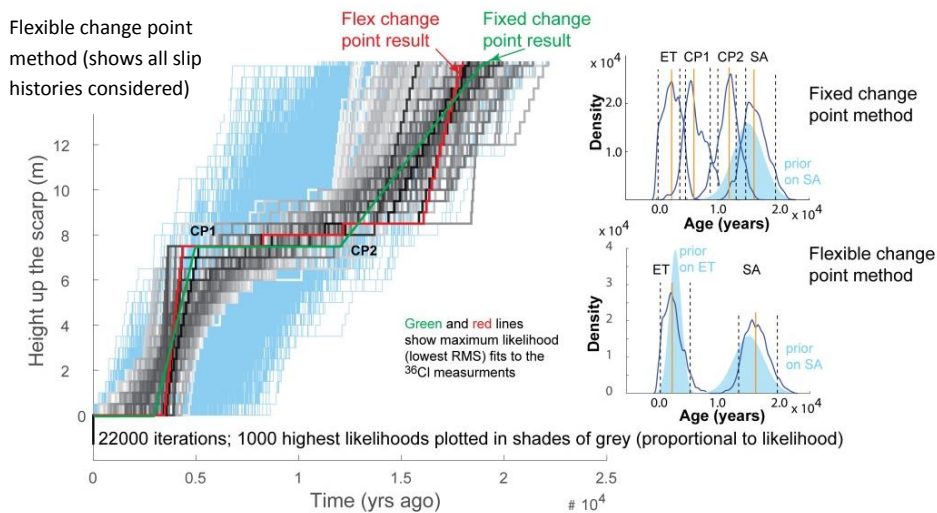 Flexible change point
method (shows all slip
histories considered)
Flex change
point result
Fixed change
point result
Height up the scarp (m)
12
10
8
6
4
2
0
CP1
CP2
Green and red lines
show maximum likelihood
(lowest RMS) fits to the
36Cl measurments
22000 iterations; 1000 highest likelihoods plotted in shades of grey (proportional to likelihood)
0
0.5
1
1.5
2
2.5
Time (yrs ago)
# 10^4
x 10^4
ET CP1 CP2 SA
2.0
1.0
Density
prior
on SA
0.0 1.0 2.0
x 10^4
Age (years)
Fixed change
point method
x 10^4
4
3
2
1
0
Density
ET
prior
on ET
SA
prior
on SA
0.0 1.0 2.0
x 10^4
Age (years)
Flexible change
point method